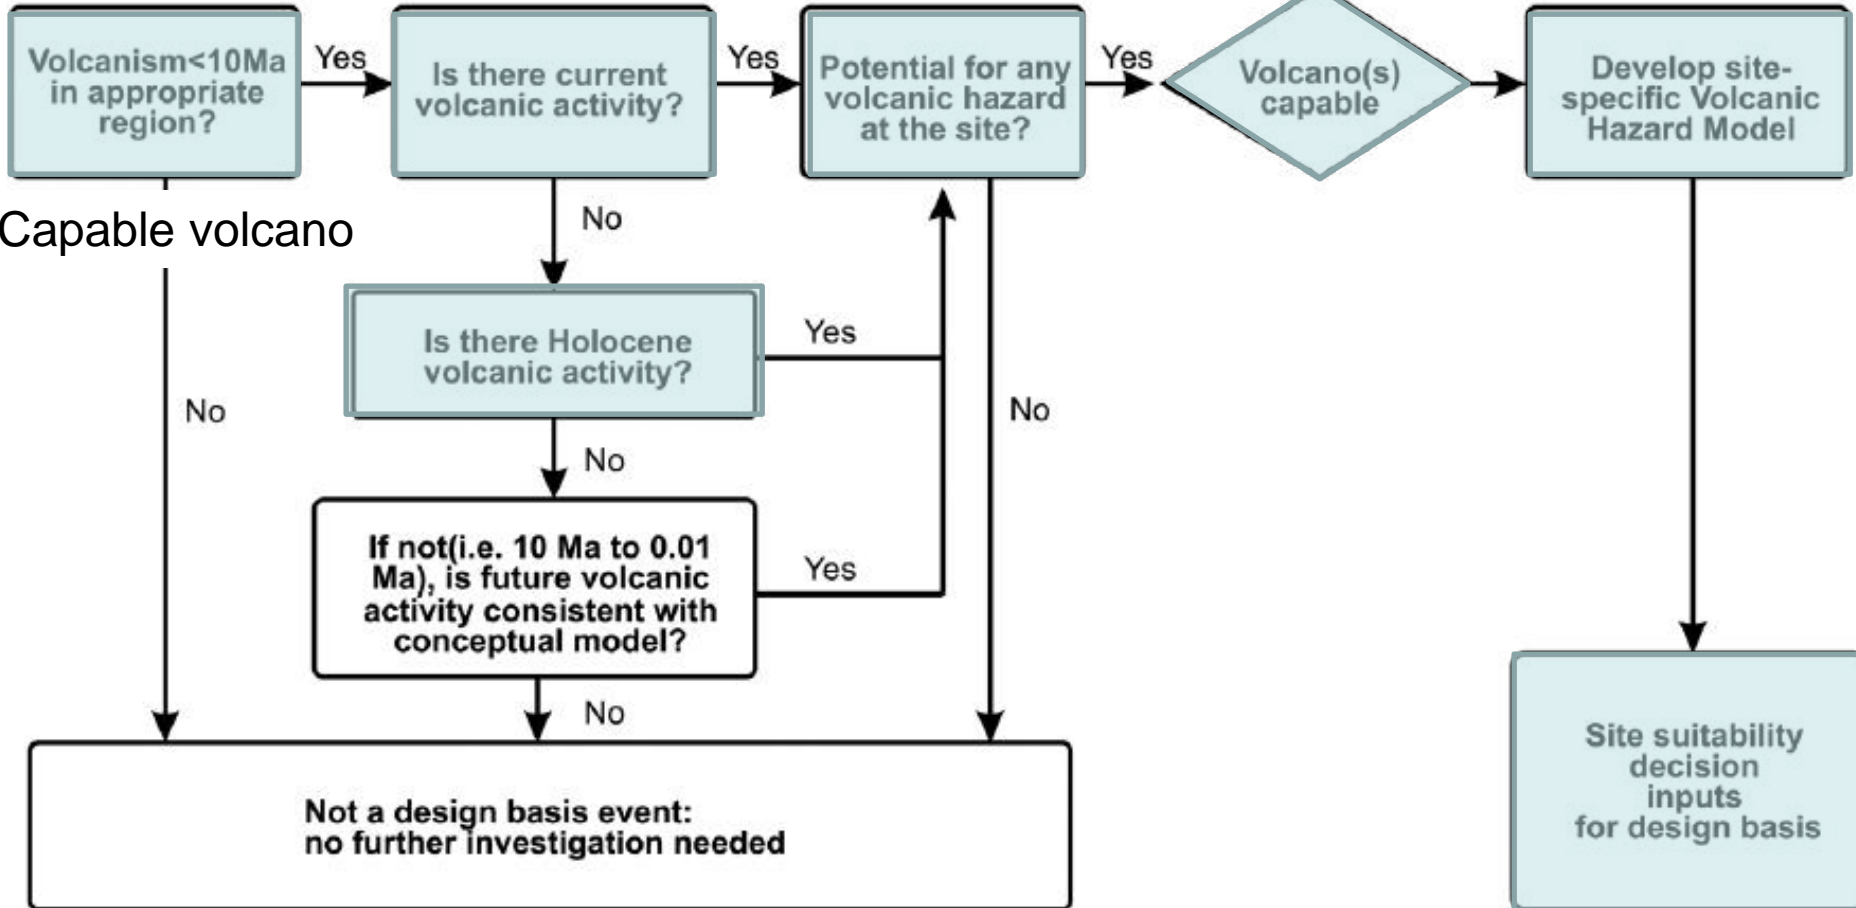 Volcanism<10Ma
in appropriate
region?
Yes
Is there current
volcanic activity?
Yes
Potential for any
volcanic hazard
at the site?
Yes
Volcano(s)
capable
Develop site-
specific Volcanic
Hazard Model
Capable volcano
No
Is there Holocene
volcanic activity?
Yes
No
No
No
If not(i.e. 10 Ma to 0.01
Ma), is future volcanic
activity consistent with
conceptual model?
Yes
No
Not a design basis event:
no further investigation needed
Site suitability
decision
inputs
for design basis